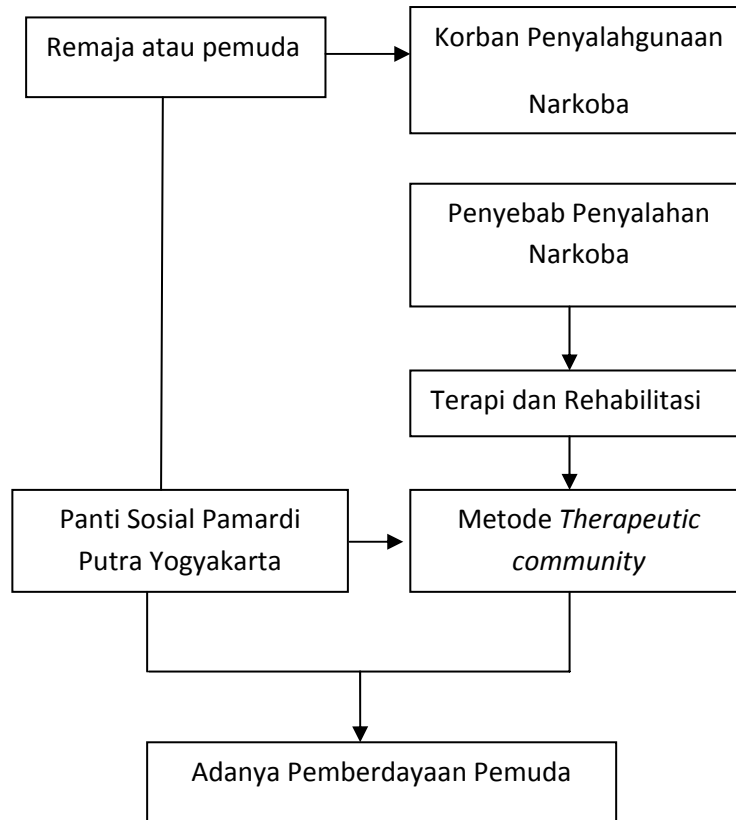 Remaja atau pemuda
Korban Penyalahgunaan
Narkoba
Penyebab Penyalahan
Narkoba
Terapi dan Rehabilitasi
Panti Sosial Pamardi
Putra Yogyakarta
Metode Therapeutic
community
Adanya Pemberdayaan Pemuda